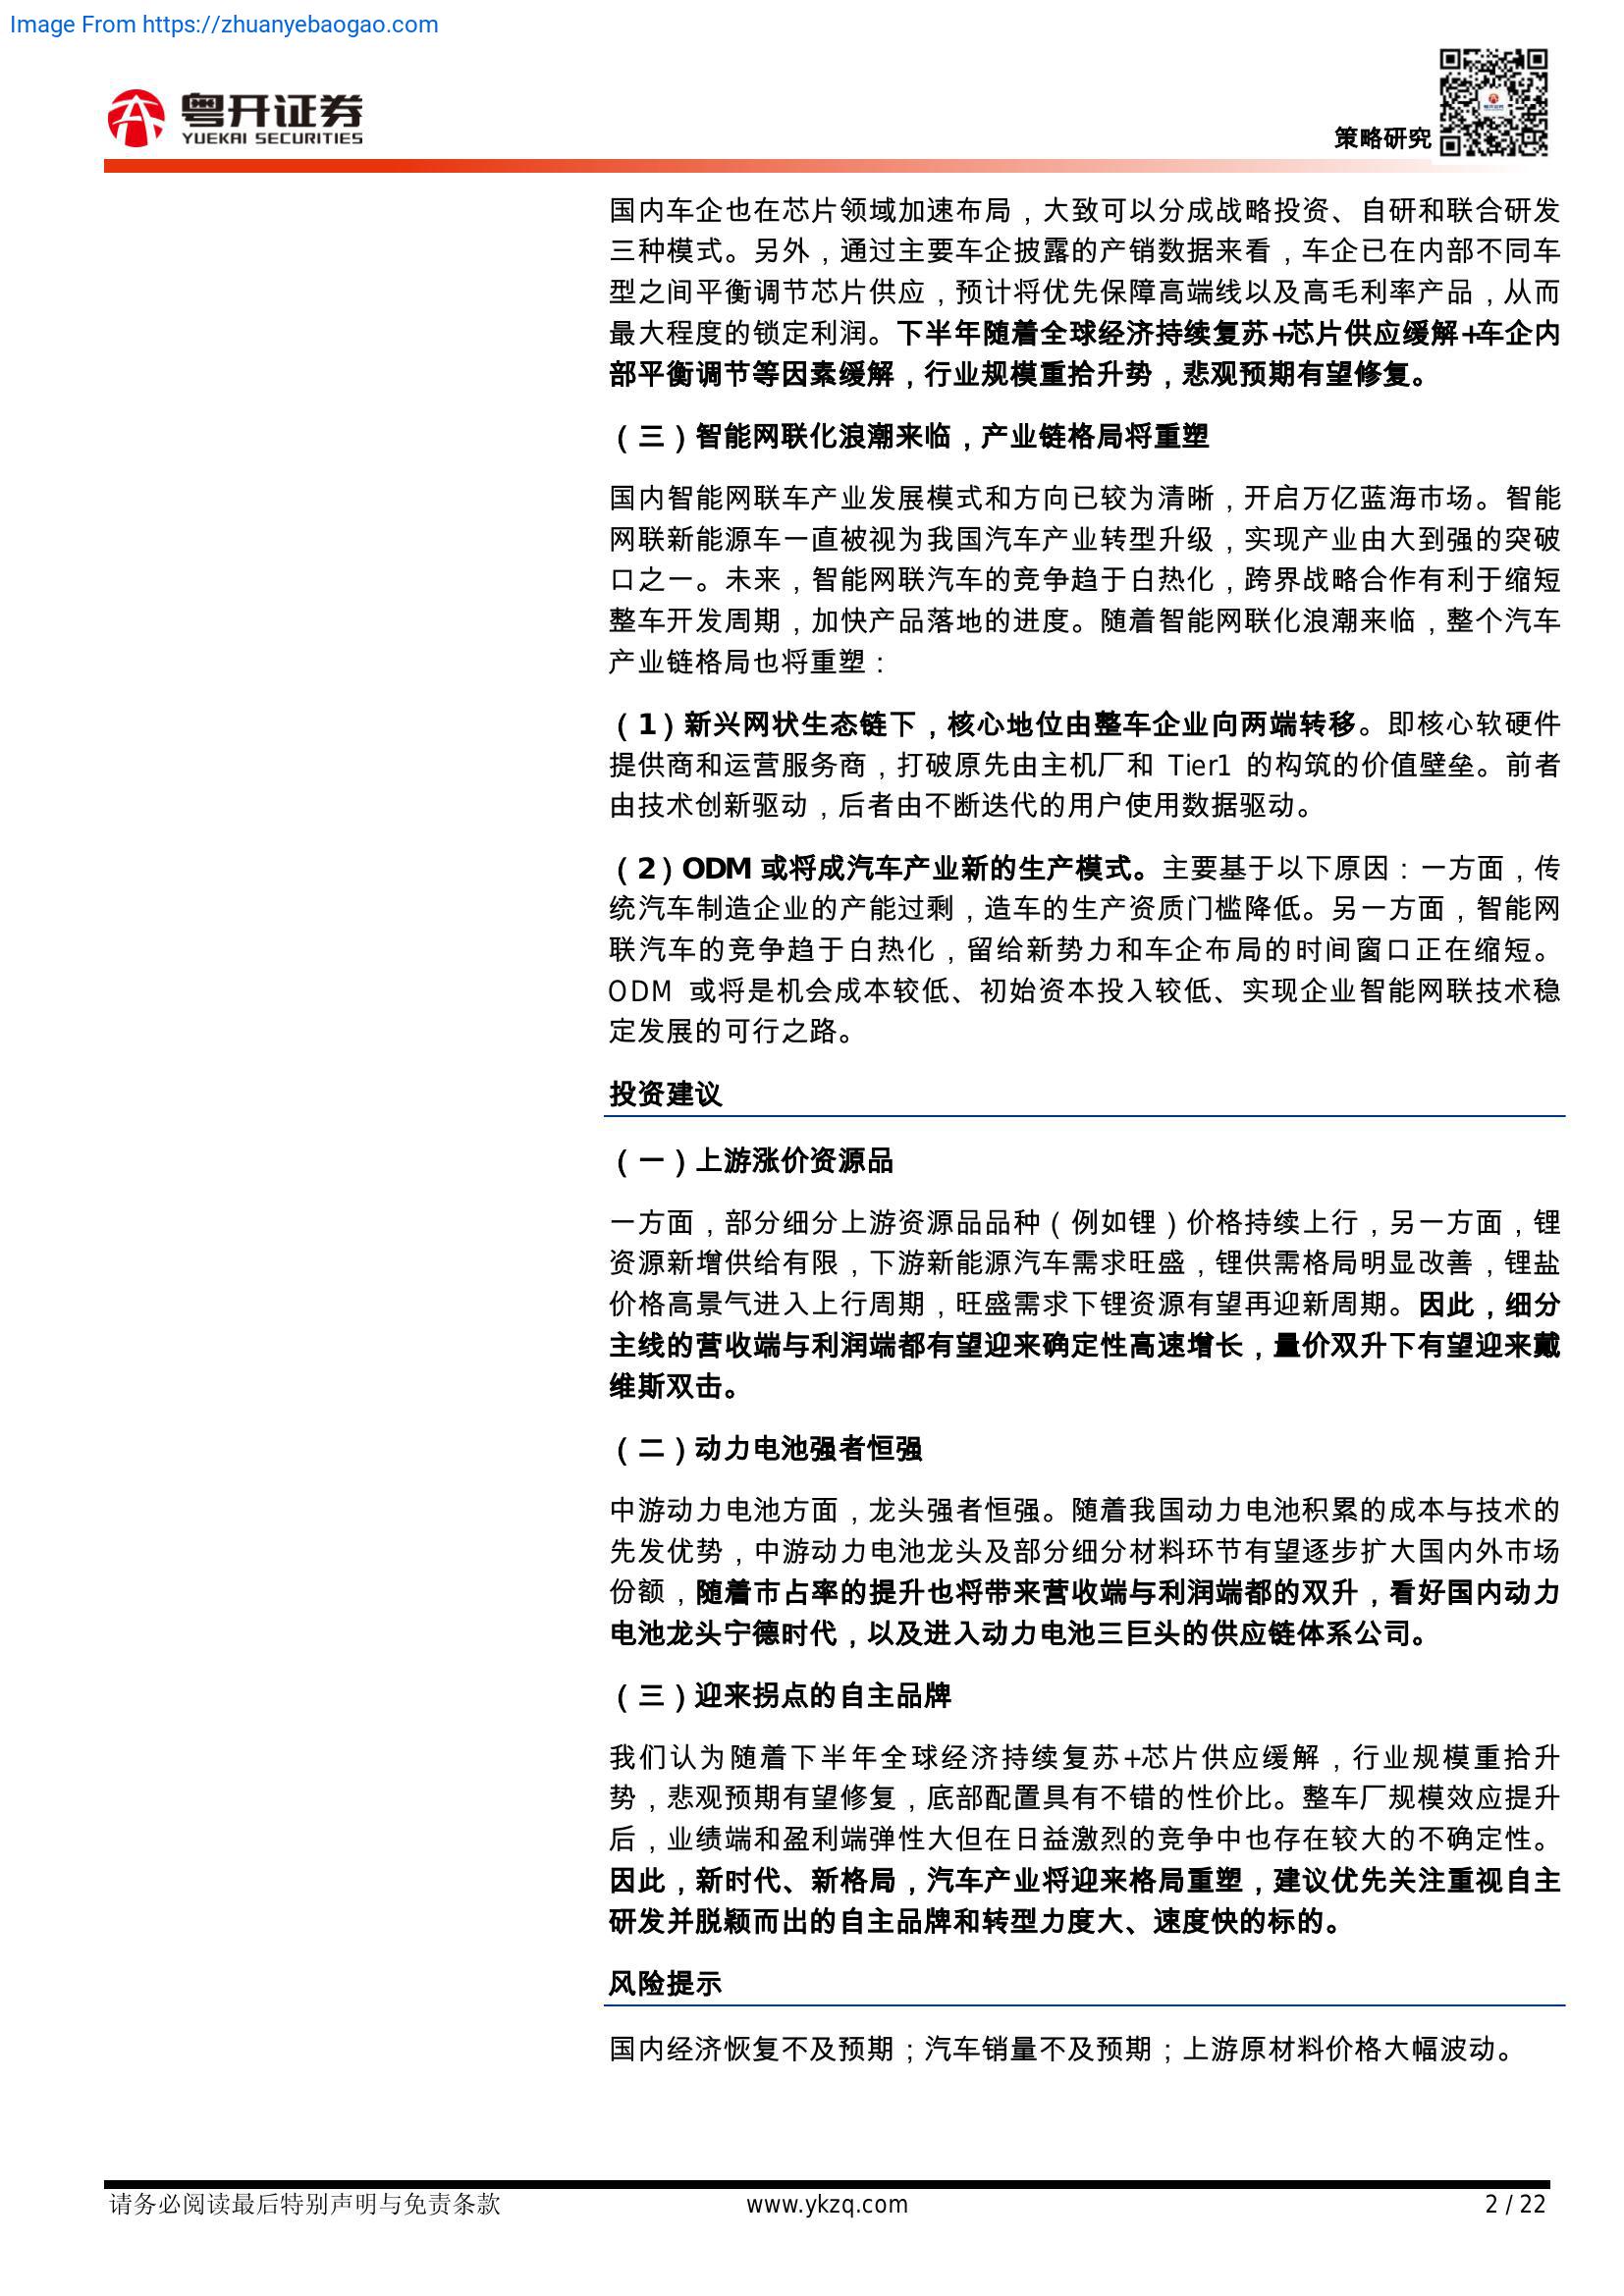 Image From https://zhuanyebaogao.com
粤开证券
YUEKAI SECURITIES
策略研究
国内车企也在芯片领域加速布局，大致可以分成战略投资、自研和联合研发
三种模式。另外，通过主要车企披露的产销数据来看，车企已在内部不同车
型之间平衡调节芯片供应，预计将优先保障高端线以及高毛利率产品，从而
最大程度的锁定利润。下半年随着全球经济持续复苏+芯片供应缓解+车企内
部平衡调节等因素缓解，行业规模重拾升势，悲观预期有望修复。
（三）智能网联化浪潮来临，产业链格局将重塑
国内智能网联车产业发展模式和方向已较为清晰，开启万亿蓝海市场。智能
网联新能源车一直被视为我国汽车产业转型升级，实现产业由大到强的突破
口之一。未来，智能网联汽车的竞争趋于白热化，跨界战略合作有利于缩短
整车开发周期，加快产品落地的进度。随着智能网联化浪潮来临，整个汽车
产业链格局也将重塑：
（1）新兴网状生态链下，核心地位由整车企业向两端转移。即核心软硬件
提供商和运营服务商，打破原先由主机厂和 Tier1 的构筑的价值壁垒。前者
由技术创新驱动，后者由不断迭代的用户使用数据驱动。
（2）ODM 或将成汽车产业新的生产模式。主要基于以下原因：一方面，传
统汽车制造企业的产能过剩，造车的生产资质门槛降低。另一方面，智能网
联汽车的竞争趋于白热化，留给新势力和车企布局的时间窗口正在缩短。
ODM 或将是机会成本较低、初始资本投入较低、实现企业智能网联技术稳
定发展的可行之路。
投资建议
（一）上游涨价资源品
一方面，部分细分上游资源品品种（例如锂）价格持续上行，另一方面，锂
资源新增供给有限，下游新能源汽车需求旺盛，锂供需格局明显改善，锂盐
价格高景气进入上行周期，旺盛需求下锂资源有望再迎新周期。因此，细分
主线的营收端与利润端都有望迎来确定性高速增长，量价双升下有望迎来戴
维斯双击。
（二）动力电池强者恒强
中游动力电池方面，龙头强者恒强。随着我国动力电池积累的成本与技术的
先发优势，中游动力电池龙头及部分细分材料环节有望逐步扩大国内外市场
份额，随着市占率的提升也将带来营收端与利润端都的双升，看好国内动力
电池龙头宁德时代，以及进入动力电池三巨头的供应链体系公司。
（三）迎来拐点的自主品牌
我们认为随着下半年全球经济持续复苏+芯片供应缓解，行业规模重拾升
势，悲观预期有望修复，底部配置具有不错的性价比。整车厂规模效应提升
后，业绩端和盈利端弹性大但在日益激烈的竞争中也存在较大的不确定性。
因此，新时代、新格局，汽车产业将迎来格局重塑，建议优先关注重视自主
研发并脱颖而出的自主品牌和转型力度大、速度快的标的。
风险提示
国内经济恢复不及预期；汽车销量不及预期；上游原材料价格大幅波动。
请务必阅读最后特别声明与免责条款
www.ykzq.com
2 / 22